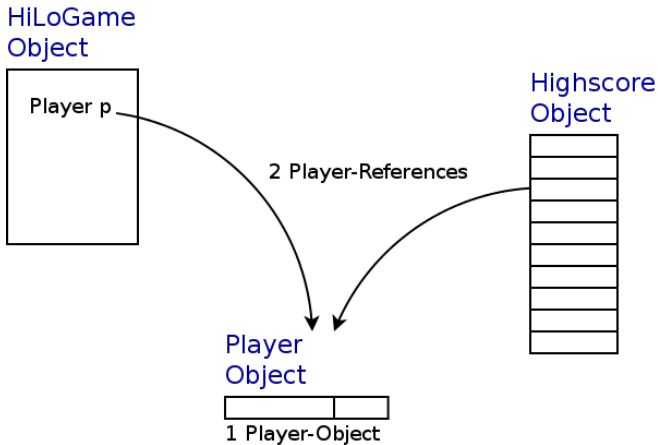 HiLoGame
Object
Player p
Highscore
Object
2 Player-References
Player
Object
1 Player-Object